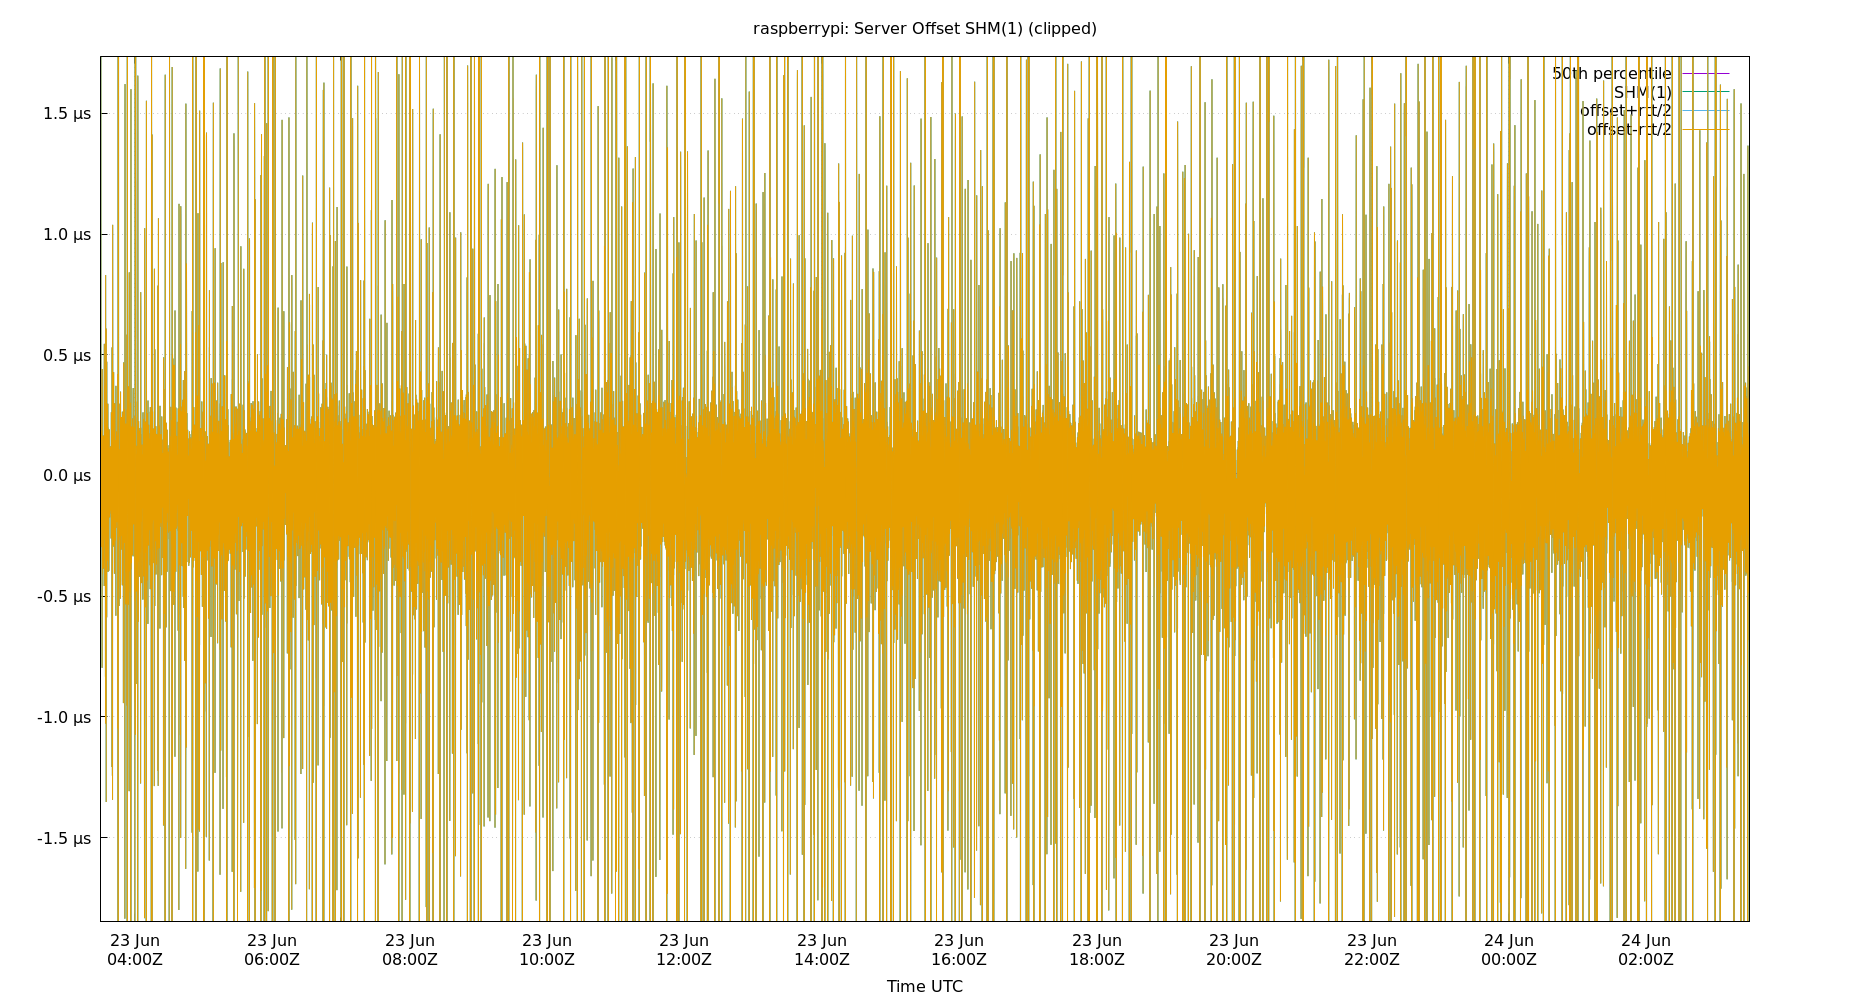 raspberrypi: Server Offset SHM(1) (clipped)
50th percentile
SHM(1)
offset+rtt/2
offset-rtt/2
1.5 µs
1.0 µs
0.5 µs
0.0 µs
-0.5 µs
-1.0 µs
-1.5 µs
23 Jun 23 Jun 23 Jun 23 Jun 23 Jun 23 Jun 23 Jun 23 Jun 23 Jun 23 Jun 24 Jun 24 Jun
04:00Z 06:00Z 08:00Z 10:00Z 12:00Z 14:00Z 16:00Z 18:00Z 20:00Z 22:00Z 00:00Z 02:00Z
Time UTC